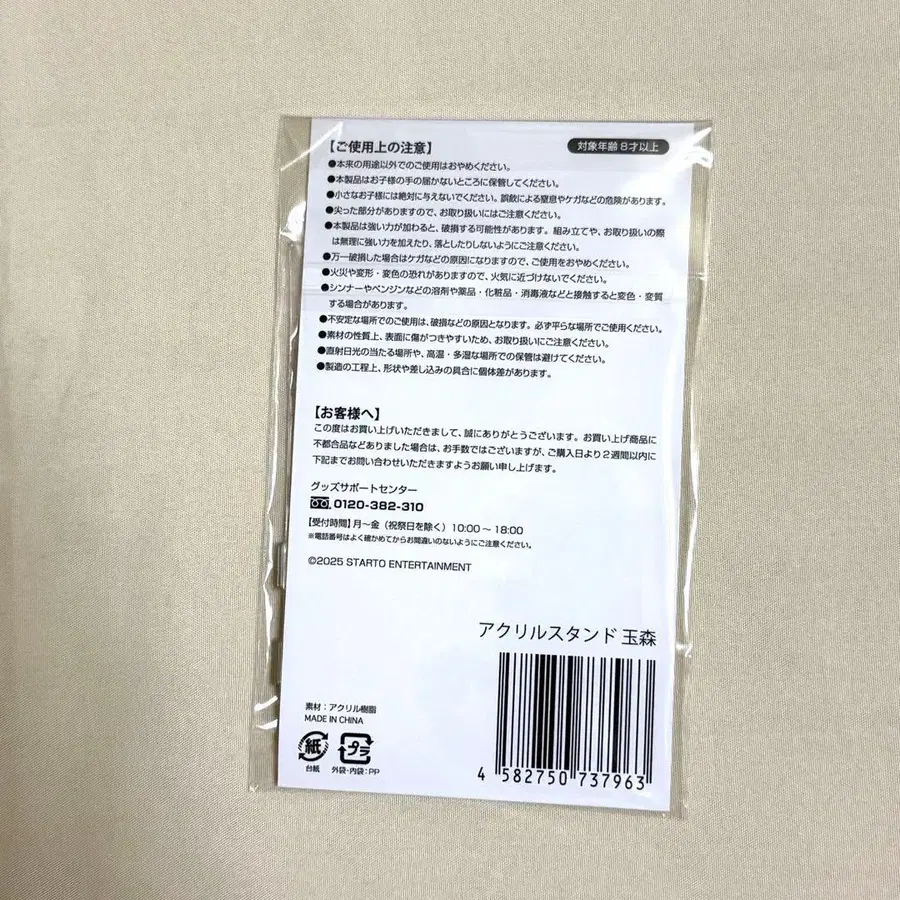 【ご使用上の注意】
対象年齢 8才以上
●本来の用途以外でのご使用はおやめください。
●本製品はお子様の手の届かないところに保管してください。
●小さなお子様には絶対に与えないでください。誤飲による窒息やケガなどの危険があります。
●尖った部分がありますので、お取り扱いにはご注意ください。
●本製品は強い力が加わると、破損する可能性があります。組み立てや、お取り扱いの際
は無理に強い力を加えたり、落としたりしないようにご注意ください。
●万一破損した場合はケガなどの原因になりますので、ご使用をおやめください。
●火災や変形・変色の恐れがありますので、火気に近づけないでください。
●シンナーやベンジンなどの溶剤や薬品・化粧品・消毒液などと接触すると変色・変質
する場合があります。
●不安定な場所でのご使用は、破損などの原因となります。必ず平らな場所でご使用ください。
●素材の性質上、表面に傷がつきやすいため、お取り扱いにご注意ください。
●直射日光の当たる場所や、高温・多湿な場所での保管は避けてください。
●製造の工程上、形状や差し込みの具合に個体差があります。
【お客様へ】
この度はお買い上げいただきまして、誠にありがとうございます。お買い上げ商品に
不都合品などありました場合は、お手数ではございますが、ご購入日より2週間以内に
下記までお問い合わせいただきますようお願い申し上げます。
グッズサポートセンター
0120-382-310
【受付時間】月〜金（祝祭日を除く）10:00〜18:00
※電話番号はよく確かめてからお間違いのないようにご注意ください。
©2025 STARTO ENTERTAINMENT
アクリルスタンド 玉森
素材：アクリル樹脂
MADE IN CHINA
紙
プラ
台紙
外袋・内袋：PP
4 582750 737963